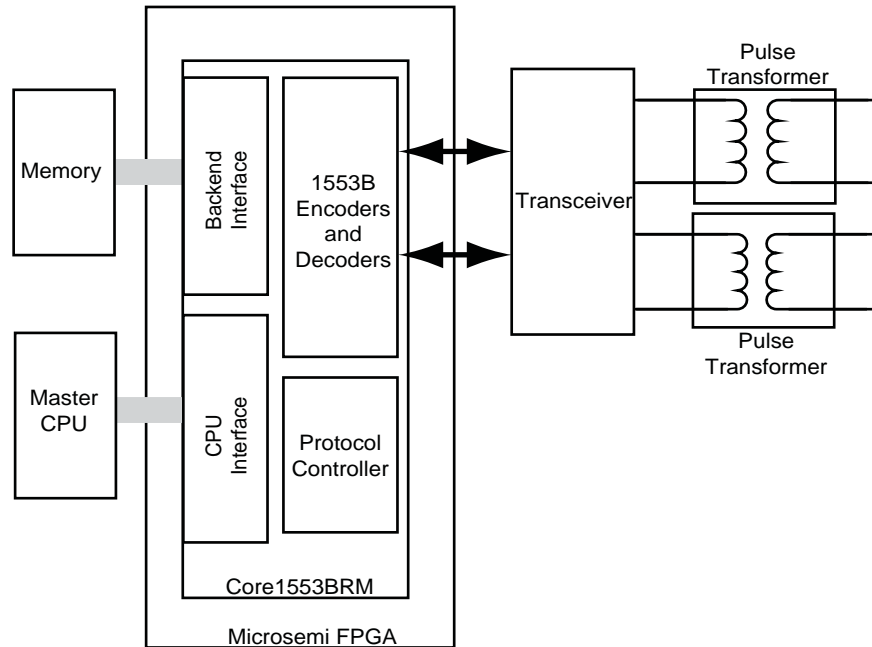 Pulse
Transformer
Memory
Backend
Interface
1553B
Encoders
and
Decoders
Transceiver
Master
CPU
CPU
Interface
Protocol
Controller
Pulse
Transformer
Core1553BRM
Microsemi FPGA